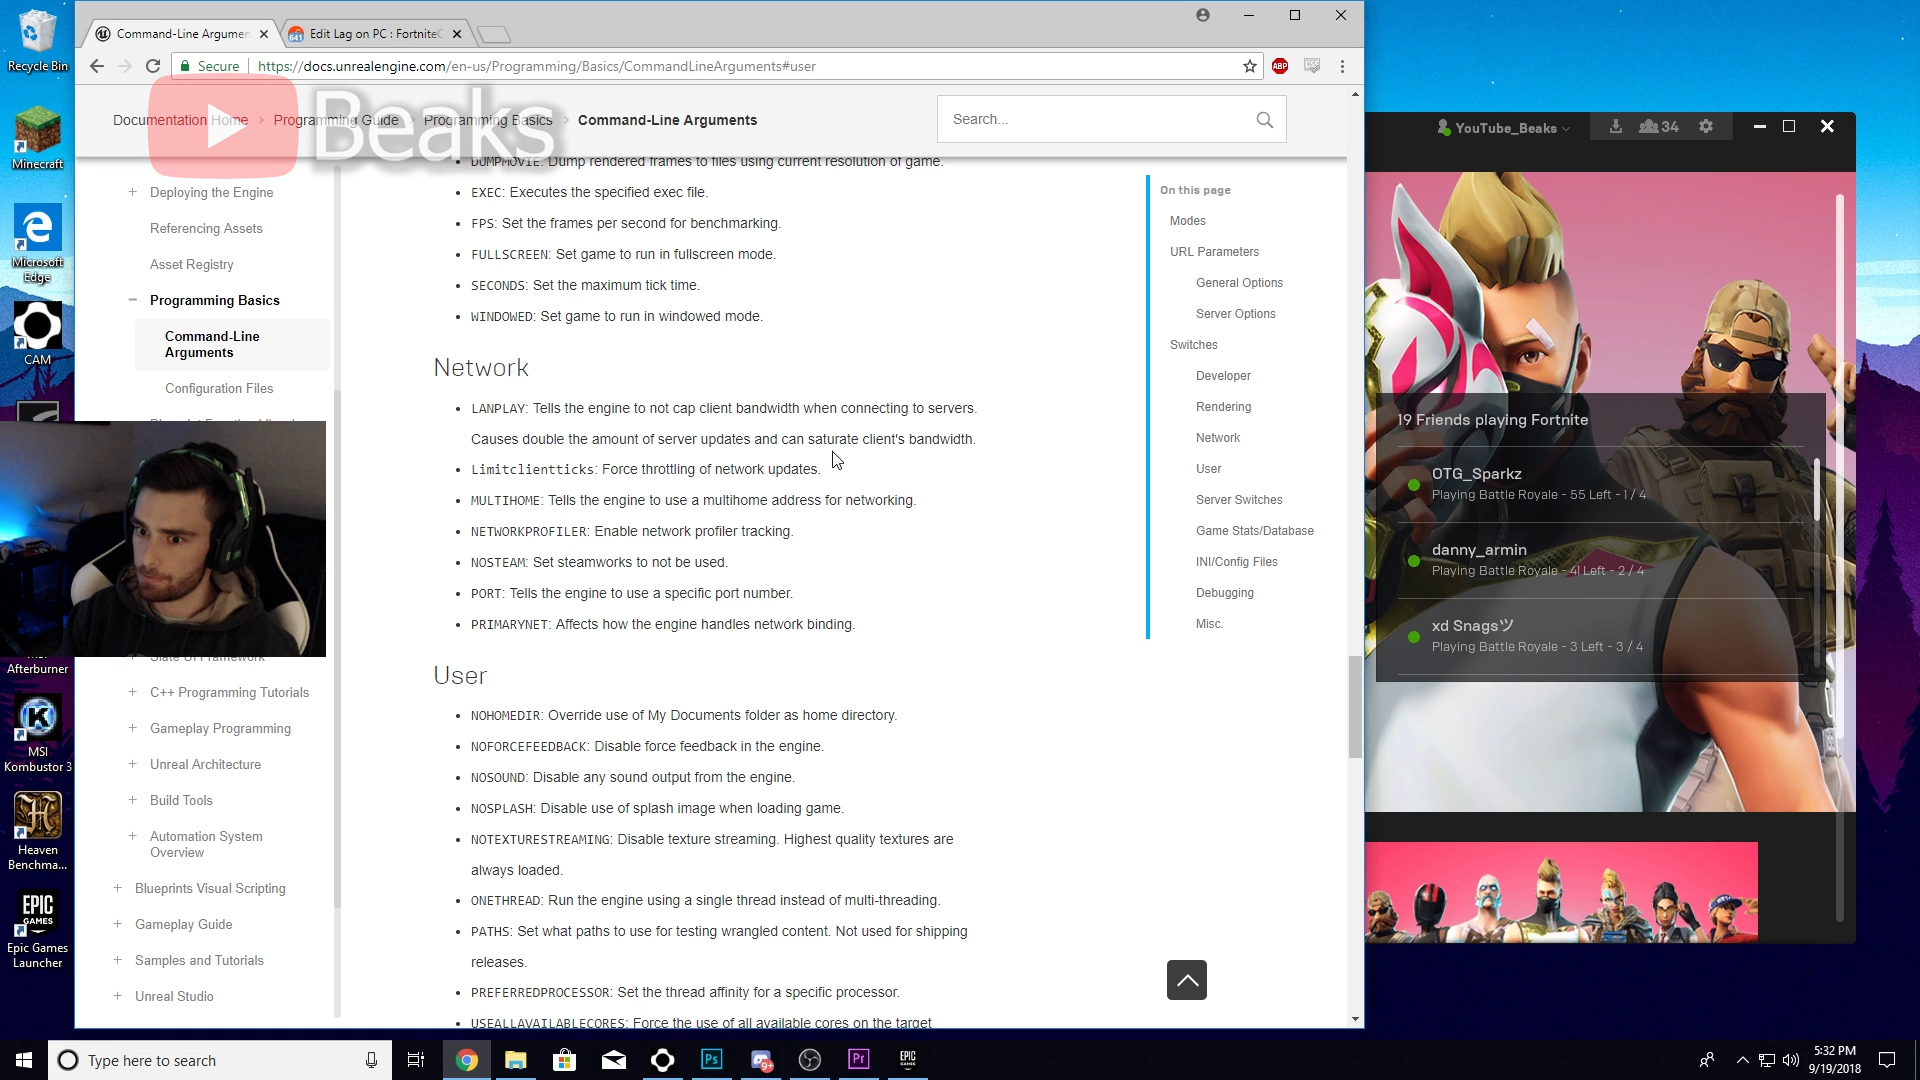 Recycle Bin
Minecraft
Microsoft
Edge
CAM
Afterburner
MSI
Kombustor 3
Heaven
Benchma...
EPIC
GAMES
Epic Games
Launcher
Command-Line Argumen
Edit Lag on PC : FortniteC
Secure
https://docs.unrealengine.com/en-us/Programming/Basics/CommandLineArguments#user
ABP
Beaks
Documentation Home > Programming Guide > Programming Basics > Command-Line Arguments
Search...
+ Deploying the Engine
Referencing Assets
Asset Registry
− Programming Basics
Command-Line
Arguments
Configuration Files
Slate UI Framework
+ C++ Programming Tutorials
+ Gameplay Programming
+ Unreal Architecture
+ Build Tools
+ Automation System
Overview
+ Blueprints Visual Scripting
+ Gameplay Guide
+ Samples and Tutorials
+ Unreal Studio
• DUMPMOVIE: Dump rendered frames to files using current resolution of game.
• EXEC: Executes the specified exec file.
• FPS: Set the frames per second for benchmarking.
• FULLSCREEN: Set game to run in fullscreen mode.
• SECONDS: Set the maximum tick time.
• WINDOWED: Set game to run in windowed mode.
Network
• LANPLAY: Tells the engine to not cap client bandwidth when connecting to servers.
Causes double the amount of server updates and can saturate client's bandwidth.
• Limitclientticks: Force throttling of network updates.
• MULTIHOME: Tells the engine to use a multihome address for networking.
• NETWORKPROFILER: Enable network profiler tracking.
• NOSTEAM: Set steamworks to not be used.
• PORT: Tells the engine to use a specific port number.
• PRIMARYNET: Affects how the engine handles network binding.
User
• NOHOMEDIR: Override use of My Documents folder as home directory.
• NOFORCEFEEDBACK: Disable force feedback in the engine.
• NOSOUND: Disable any sound output from the engine.
• NOSPLASH: Disable use of splash image when loading game.
• NOTEXTURESTREAMING: Disable texture streaming. Highest quality textures are
always loaded.
• ONETHREAD: Run the engine using a single thread instead of multi-threading.
• PATHS: Set what paths to use for testing wrangled content. Not used for shipping
releases.
• PREFERREDPROCESSOR: Set the thread affinity for a specific processor.
• USEALLAVAILABLECORES: Force the use of all available cores on the target
On this page
Modes
URL Parameters
General Options
Server Options
Switches
Developer
Rendering
Network
User
Server Switches
Game Stats/Database
INI/Config Files
Debugging
Misc.
YouTube_Beaks
34
19 Friends playing Fortnite
OTG_Sparkz
Playing Battle Royale - 55 Left - 1 / 4
danny_armin
Playing Battle Royale - 41 Left - 2 / 4
xd Snagsツ
Playing Battle Royale - 3 Left - 3 / 4
Type here to search
Ps
9+
Pr
EPIC
GAMES
5:32 PM
9/19/2018